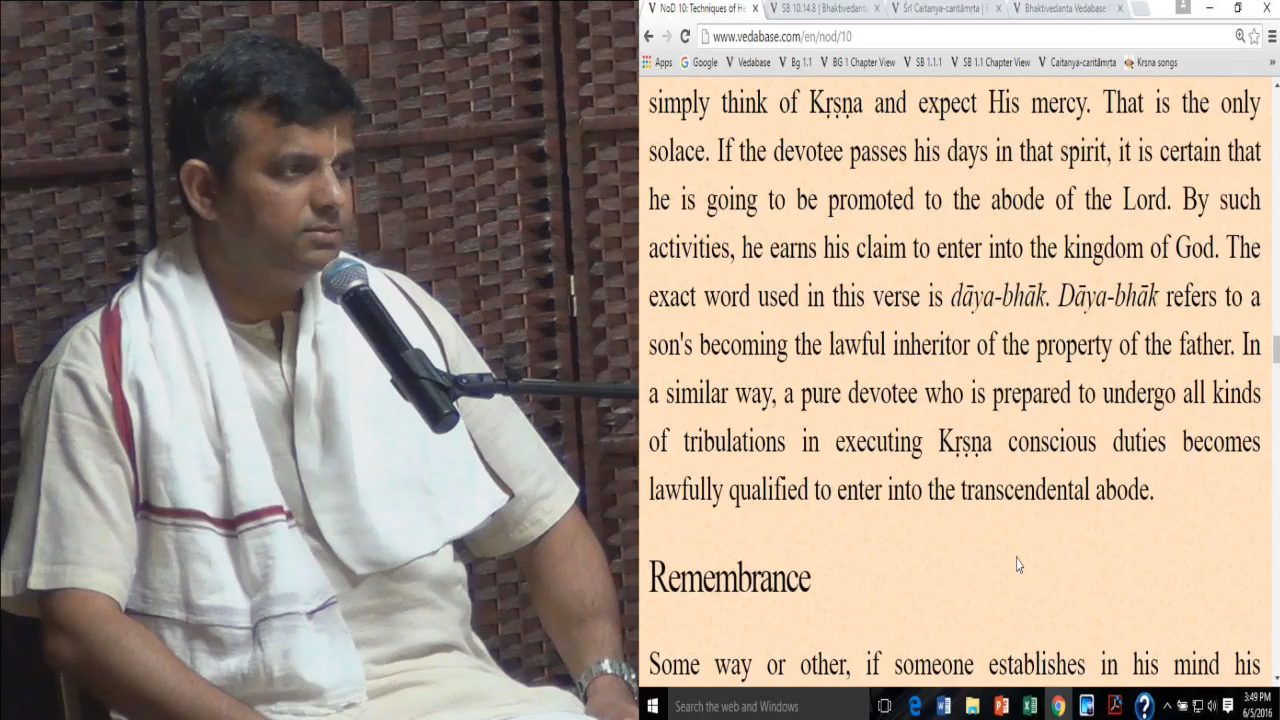 NoD 10: Techniques of He
SB 10.14.8 | Bhaktivedant
Śrī Caitanya-caritāmṛta | B
Bhaktivedanta Vedabase
www.vedabase.com/en/nod/10
Apps Google Vedabase Bg 1.1 BG 1 Chapter View SB 1.1.1 SB 1.1 Chapter View Caitanya-caritāmṛta Krsna songs »
simply think of Kṛṣṇa and expect His mercy. That is the only
solace. If the devotee passes his days in that spirit, it is certain that
he is going to be promoted to the abode of the Lord. By such
activities, he earns his claim to enter into the kingdom of God. The
exact word used in this verse is dāya-bhāk. Dāya-bhāk refers to a
son's becoming the lawful inheritor of the property of the father. In
a similar way, a pure devotee who is prepared to undergo all kinds
of tribulations in executing Kṛṣṇa conscious duties becomes
lawfully qualified to enter into the transcendental abode.
Remembrance
Some way or other, if someone establishes in his mind his
Search the web and Windows
3:49 PM
6/5/2016